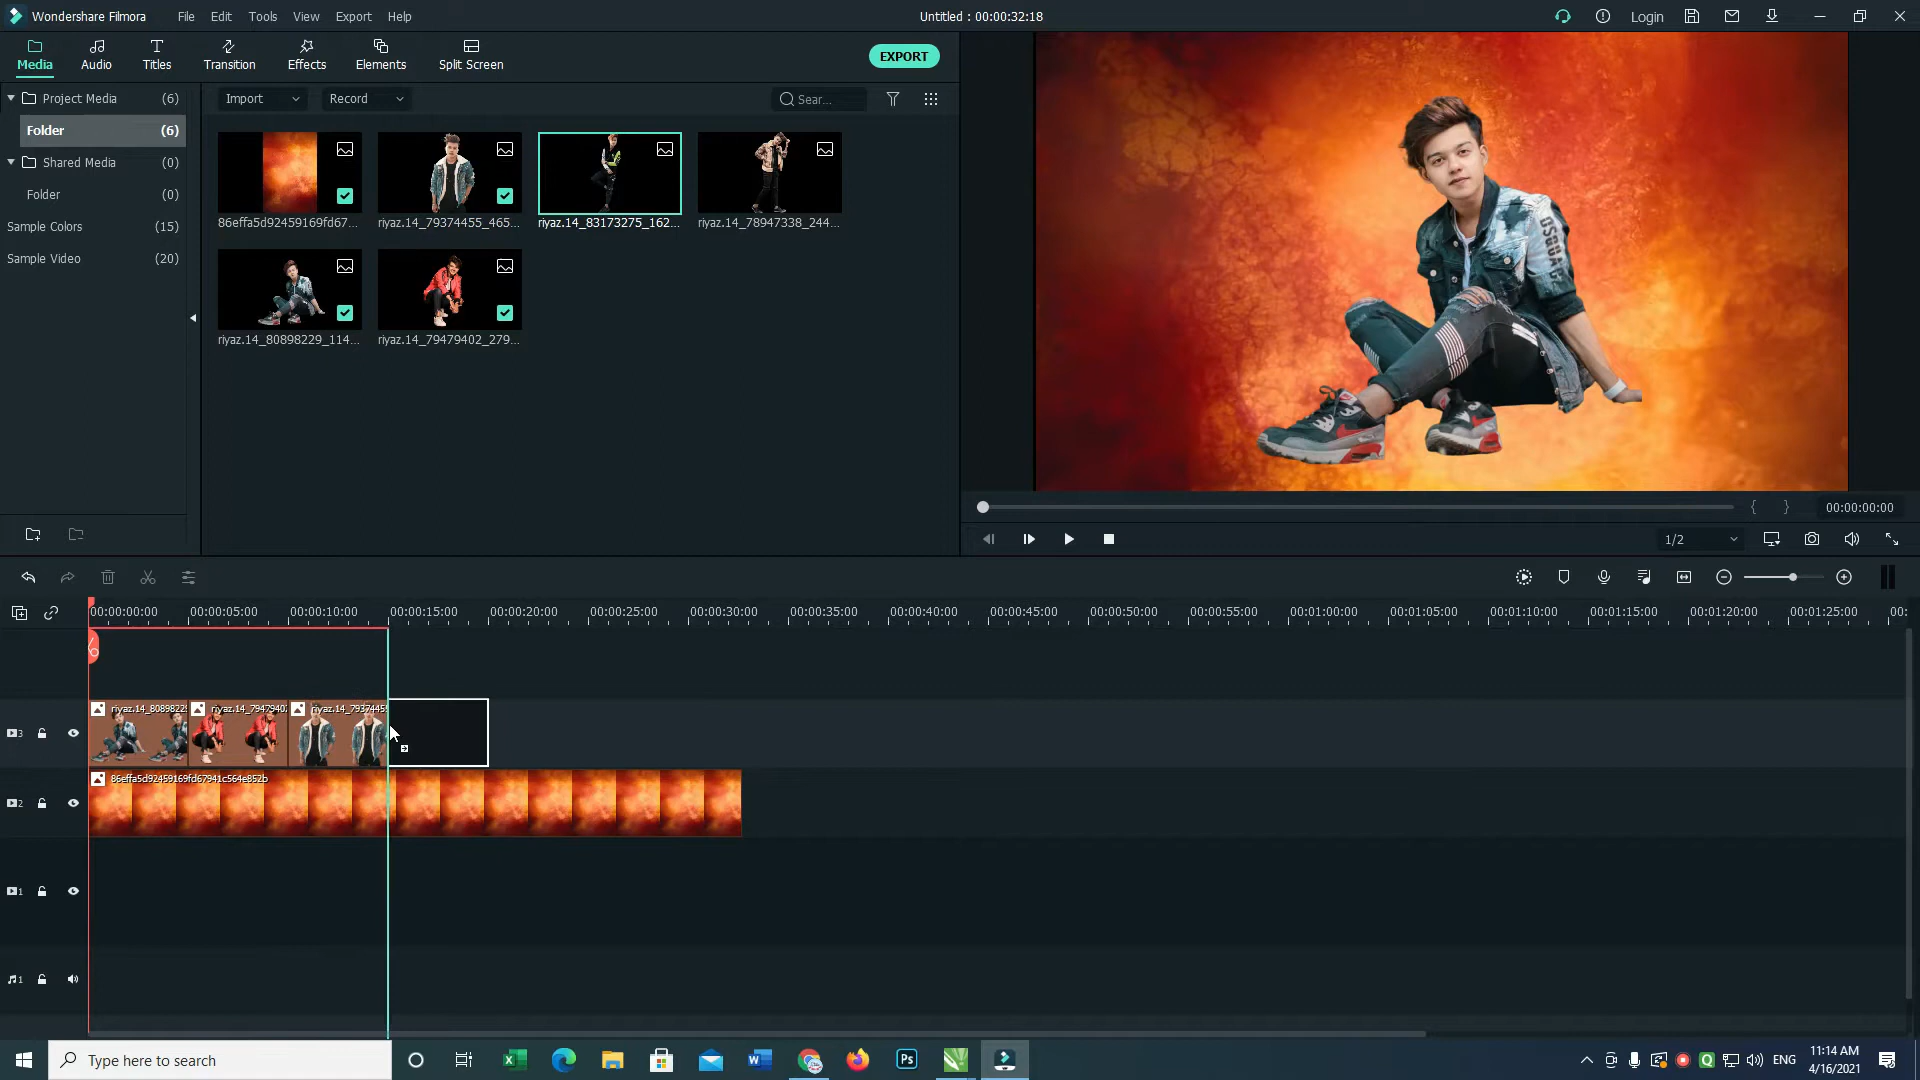 Wondershare Filmora
File
Edit
Tools
View
Export
Help
Untitled : 00:00:32:18
Login
Media
Audio
Titles
Transition
Effects
Elements
Split Screen
EXPORT
Project Media (6)
Folder (6)
Shared Media (0)
Folder (0)
Sample Colors (15)
Sample Video (20)
Import
Record
Sear...
86effa5d92459169fd67...
riyaz.14_79374455_465...
riyaz.14_83173275_162...
riyaz.14_78947338_244...
riyaz.14_80898229_114...
riyaz.14_79479402_279...
OSQUAD
{ }
00:00:00:00
1/2
00:00:00:00
00:00:05:00
00:00:10:00
00:00:15:00
00:00:20:00
00:00:25:00
00:00:30:00
00:00:35:00
00:00:40:00
00:00:45:00
00:00:50:00
00:00:55:00
00:01:00:00
00:01:05:00
00:01:10:00
00:01:15:00
00:01:20:00
00:01:25:00
00:
3
riyaz.14_8089822
riyaz.14_7947940
riyaz.14_7937445
2
86effa5d92459169fd67941c564e852b
1
1
Type here to search
Ps
ENG
11:14 AM
4/16/2021